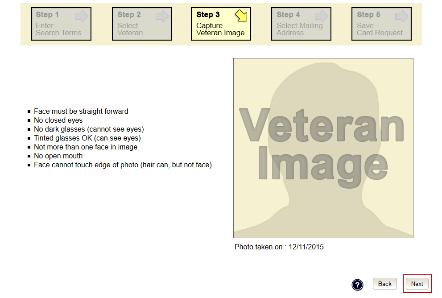 Step 1
Enter
Search Terms
Step 2
Select
Veteran
Step 3
Capture
Veteran Image
Step 4
Select Mailing
Address
Step 5
Save
Card Request
Face must be straight forward
No closed eyes
No dark glasses (cannot see eyes)
Tinted glasses OK (can see eyes)
Not more than one face in image
No open mouth
Face cannot touch edge of photo (hair can, but not face)
Veteran
Image
Photo taken on : 12/11/2015
?
Back
Next